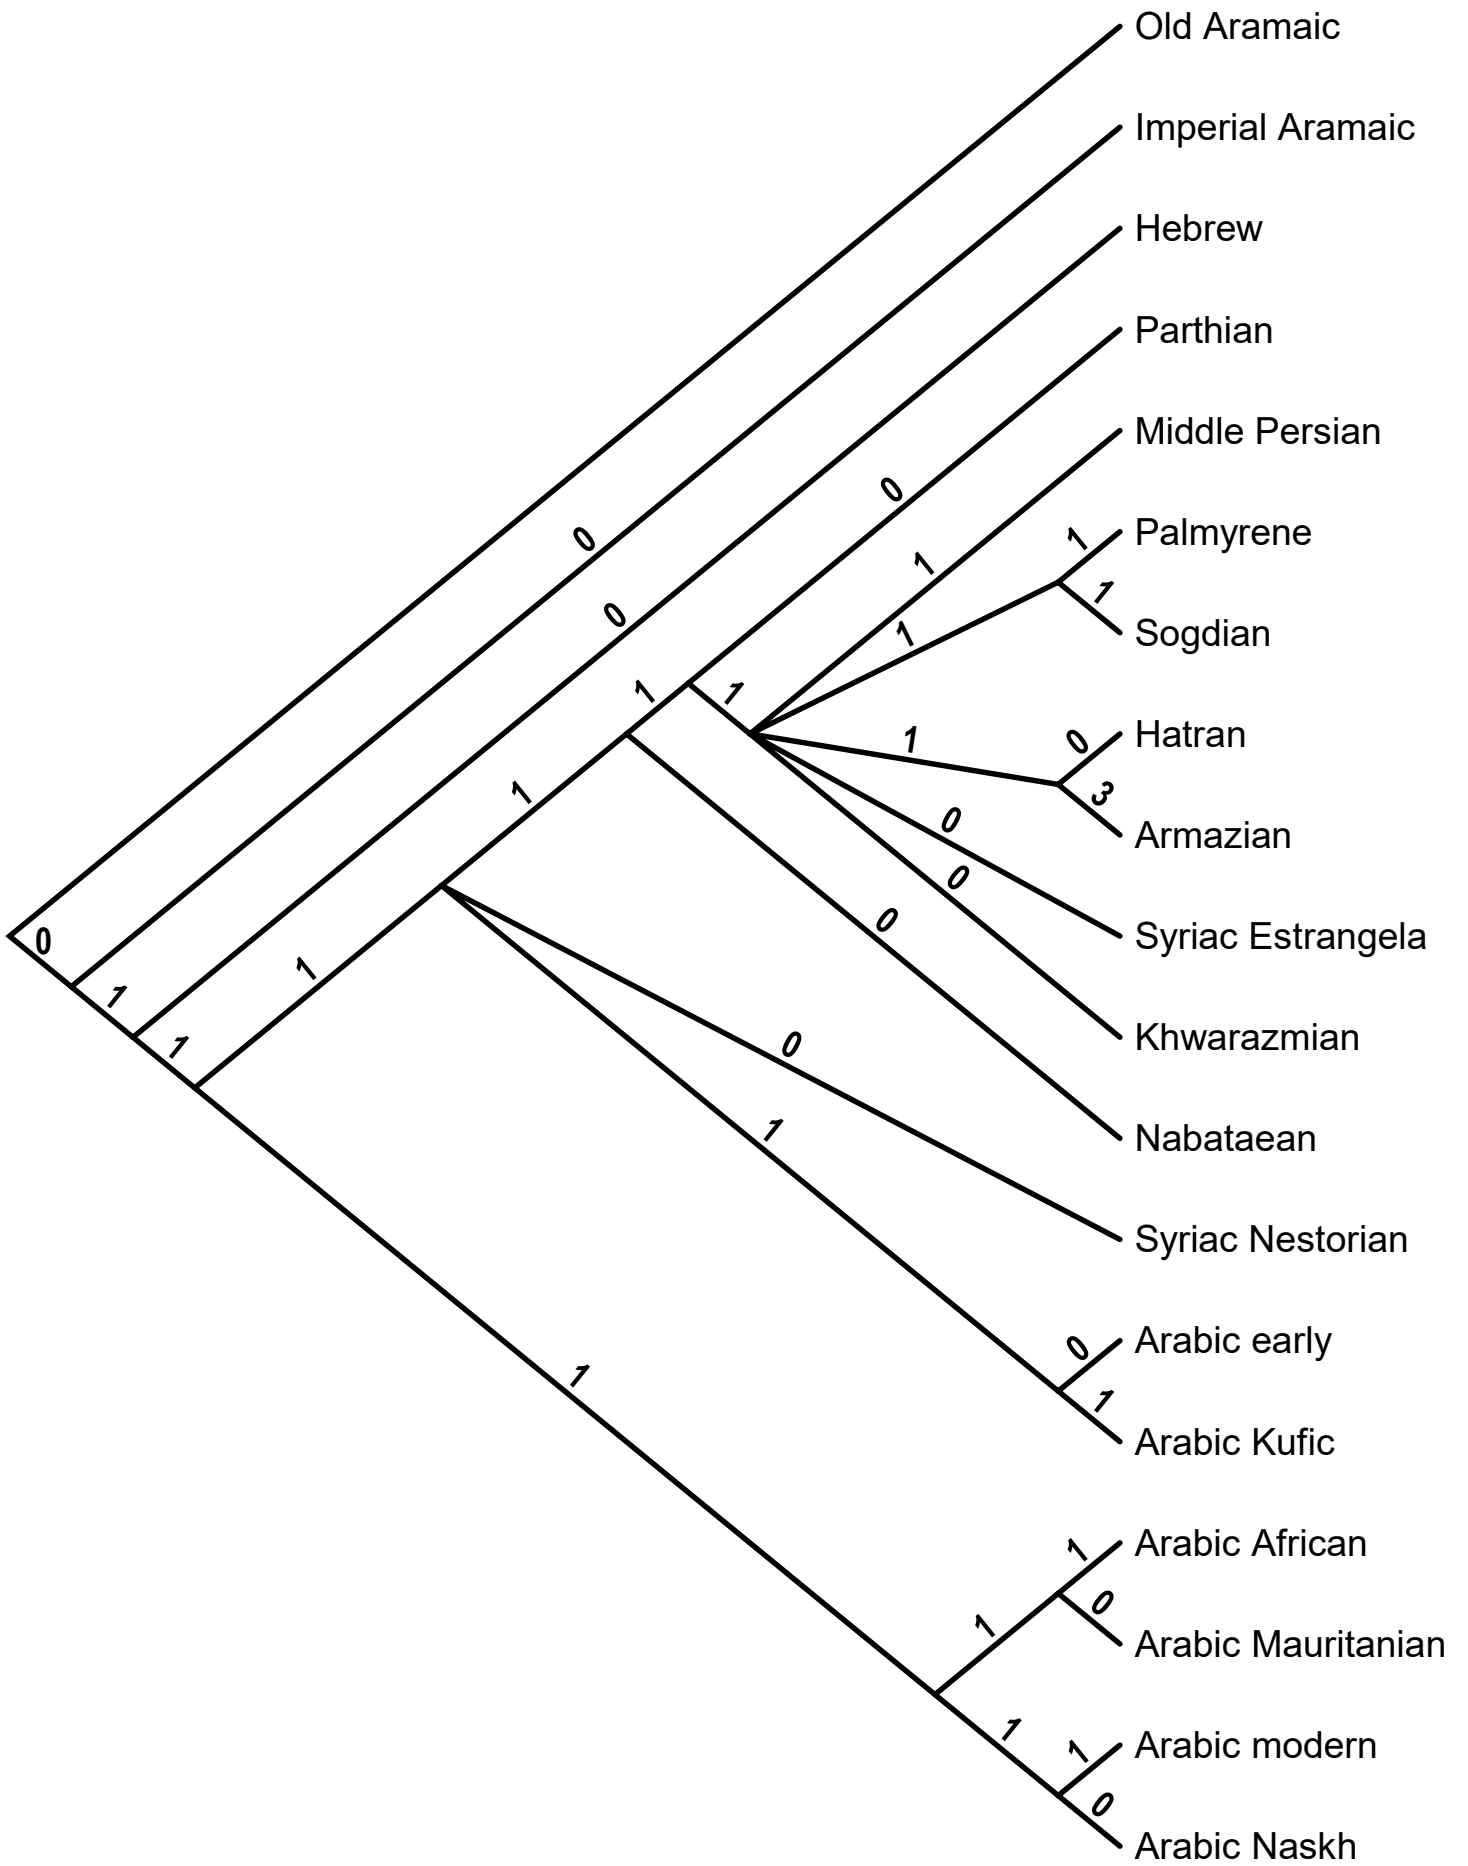 Old Aramaic
Imperial Aramaic
Hebrew
Parthian
Middle Persian
0
Palmyrene
1
0
1
1
Sogdian
1
0
1
1
Hatran
0
1
1
3
Armazian
0
0
0
Syriac Estrangela
0
1
1
Khwarazmian
0
1
1
Nabataean
Syriac Nestorian
0
Arabic early
1
1
Arabic Kufic
1
Arabic African
0
1
Arabic Mauritanian
1
1
Arabic modern
0
Arabic Naskh